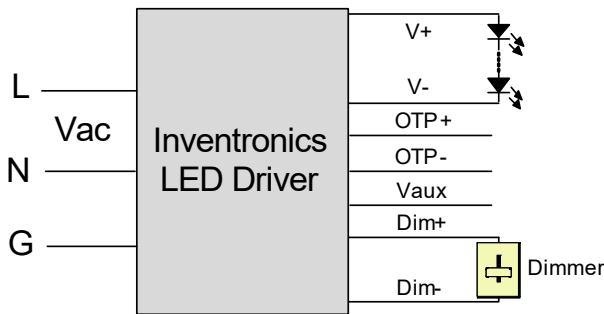 L
Vac
N
G
Inventronics
LED Driver
V+
V-
OTP+
OTP-
Vaux
Dim+
Dim-
Dimmer